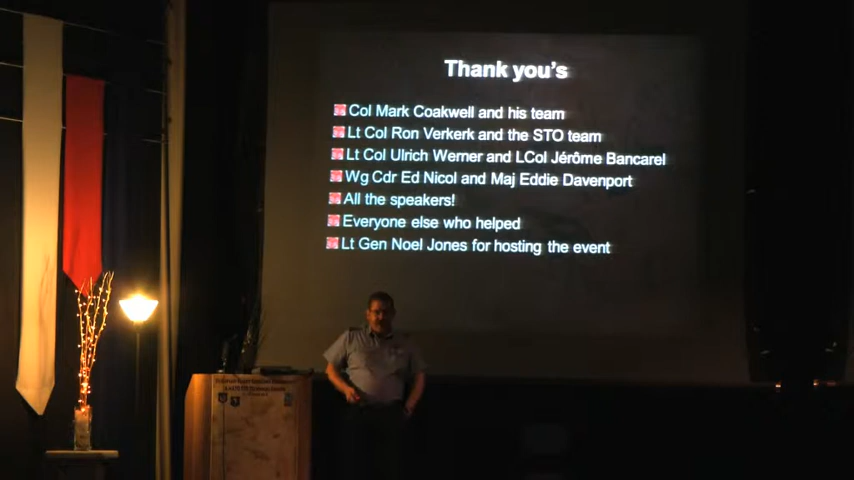 Thank you's
Col Mark Coakwell and his team
Lt Col Ron Verkerk and the STO team
Lt Col Ulrich Werner and LCol Jérôme Bancarel
Wg Cdr Ed Nicol and Maj Eddie Davenport
All the speakers!
Everyone else who helped
Lt Gen Noel Jones for hosting the event